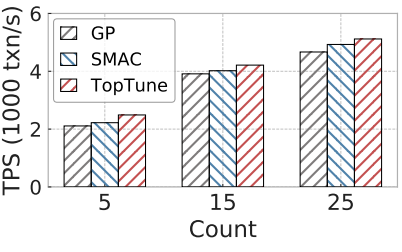 TPS (1000 txn/s)
6
4
2
0
GP
SMAC
TopTune
5 15 25
Count